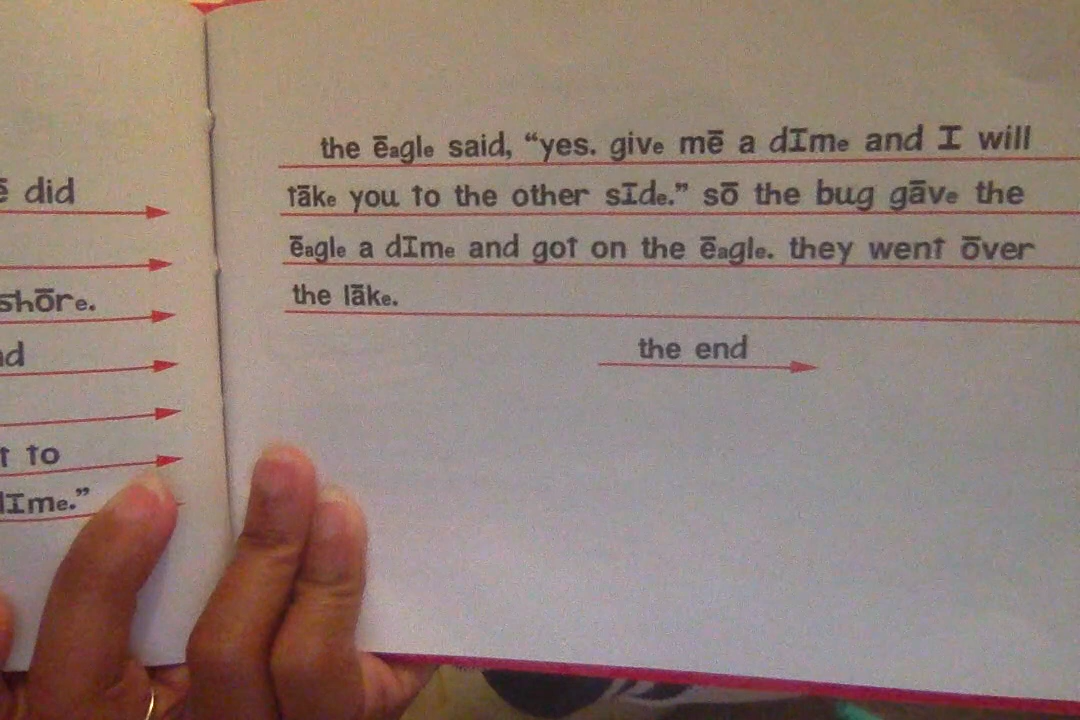 ē did
shōre.
to
dīme."
the ēagle said, "yes. give mē a dīme and I will
tāke you to the other sīde." sō the bug gāve the
ēagle a dīme and got on the ēagle. they went ōver
the lāke.
the end